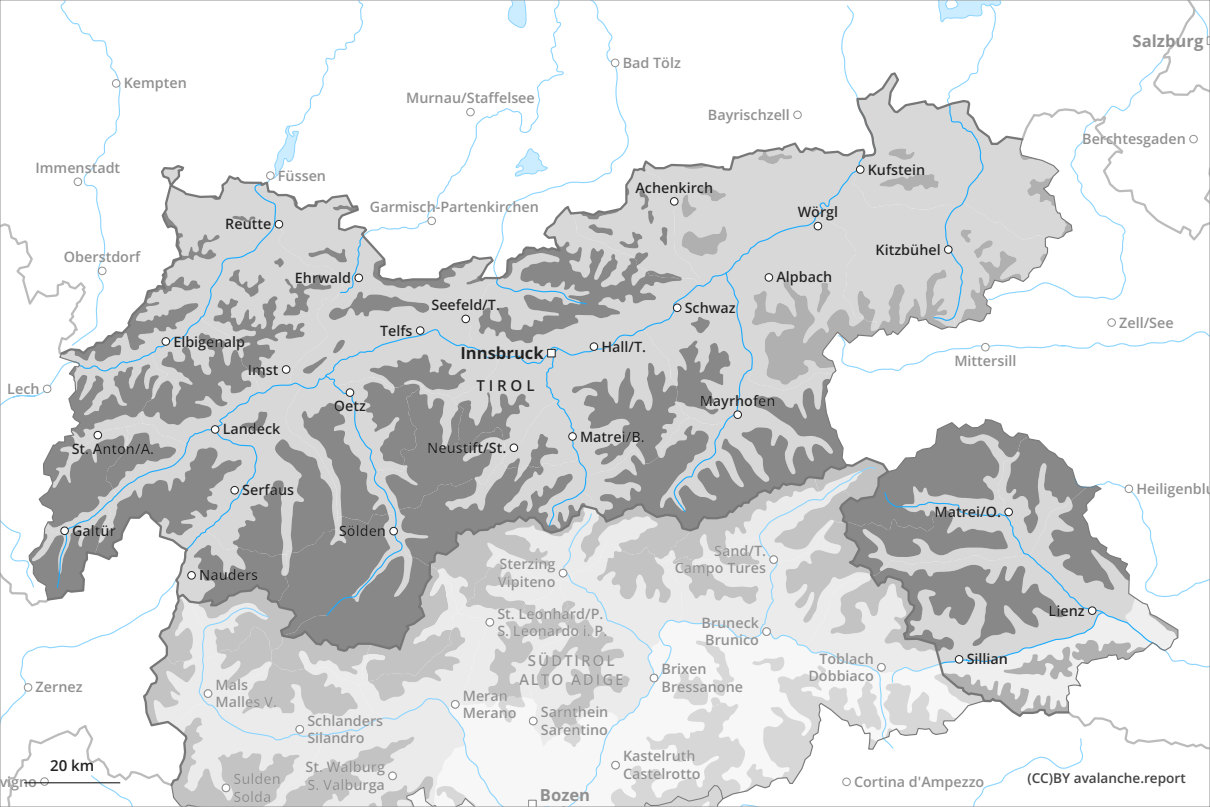 Salzburg
Bad Tölz
Kempten
Murnau/Staffelsee
Bayrischzell
Berchtesgaden
Immenstadt
Füssen
Kufstein
Achenkirch
Garmisch-Partenkirchen
Wörgl
Reutte
Kitzbühel
Oberstdorf
Ehrwald
Alpbach
Seefeld/T.
Schwaz
Telfs
Zell/See
Elbigenalp
Innsbruck
Hall/T.
Mittersill
Imst
TIROL
Lech
Oetz
Mayrhofen
Landeck
Matrei/B.
St. Anton/A.
Neustift/St.
Serfaus
Heiligenblu
Matrei/O.
Galtür
Sölden
Sand/T.
Campo Tures
Sterzing
Vipiteno
Nauders
Lienz
St. Leonhard/P.
S. Leonardo i. P.
Bruneck
Brunico
SÜDTIROL
ALTO ADIGE
Toblach
Dobbiaco
Sillian
Brixen
Bressanone
Zernez
Mals
Malles V.
Meran
Merano
Sarnthein
Sarentino
Schlanders
Silandro
Kastelruth
Castelrotto
20 km
St. Walburg
S. Valburga
vigno
Sulden
Solda
Cortina d'Ampezzo
(CC)BY avalanche.report
Bozen